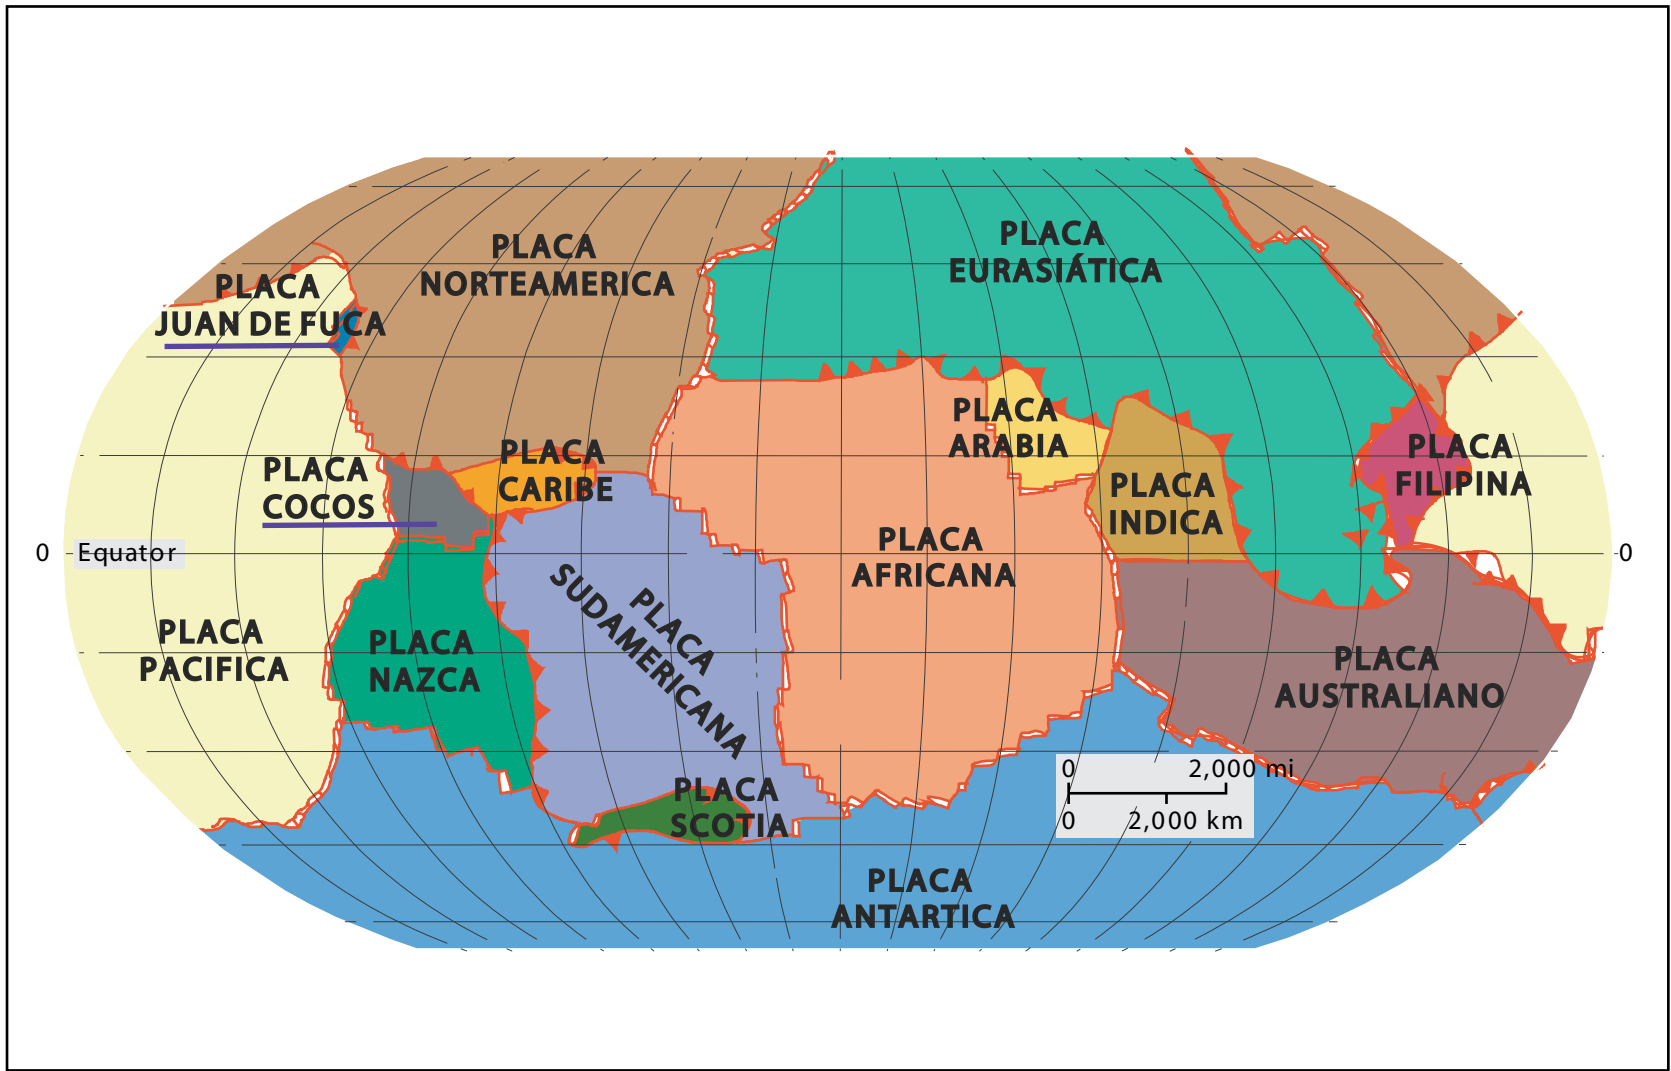 PLACA
NORTEAMERICA
PLACA
EURASIÁTICA
PLACA
JUAN DE FUCA
PLACA
ARABIA
PLACA
CARIBE
PLACA
COCOS
PLACA
FILIPINA
PLACA
INDICA
0
Equator
0
PLACA
AFRICANA
PLACA
SUDAMERICANA
PLACA
PACIFICA
PLACA
NAZCA
PLACA
AUSTRALIANO
0 2,000 mi
0 2,000 km
PLACA
SCOTIA
PLACA
ANTARTICA